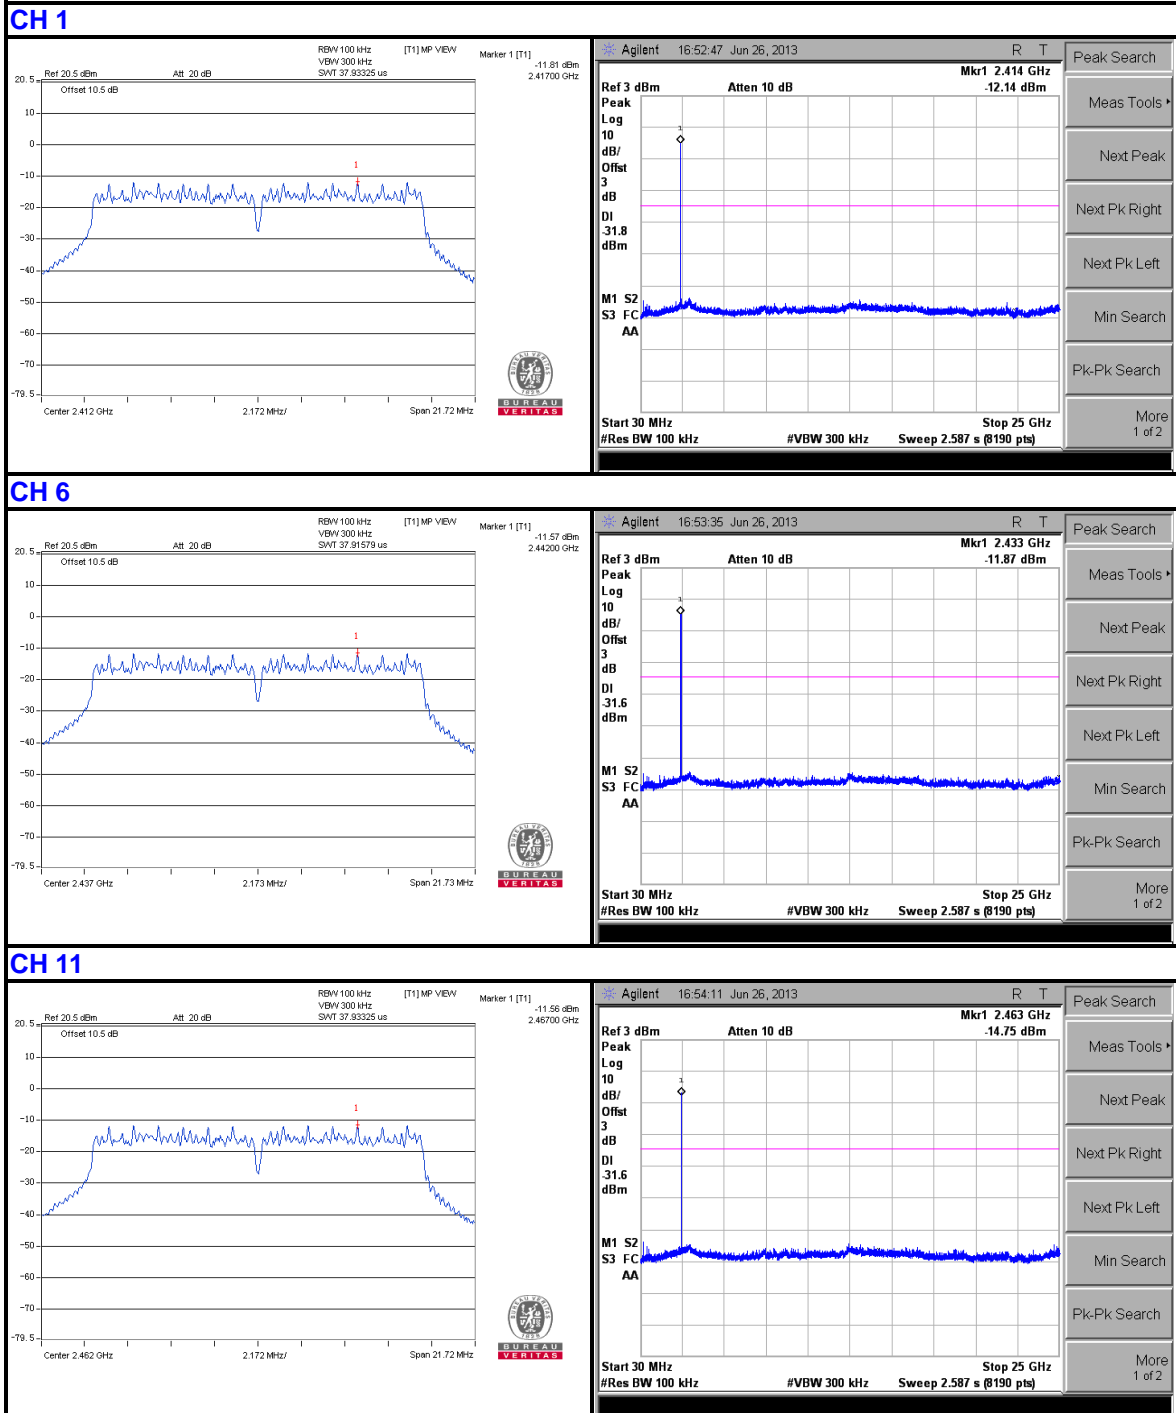 CH 1
RBW 100 kHz [T1] MP VIEW Marker 1 [T1]
VBW 300 kHz -11.81 dBm
Ref 20.5 dBm Att 20 dB SWT 37.93325 us 2.41700 GHz
20.5
Offset 10.5 dB
10
0
-10
1
-20
-30
-40
-50
-60
-70
-79.5
Center 2.412 GHz 2.172 MHz/ Span 21.72 MHz
BUREAU VERITAS
1828
BUREAU
VERITAS
Agilent 16:52:47 Jun 26, 2013 R T
Mkr1 2.414 GHz
Ref 3 dBm Atten 10 dB -12.14 dBm
Peak
Log
10
dB/
Offst
3
dB
DI
-31.8
dBm
M1 S2
S3 FC
AA
1
Start 30 MHz Stop 25 GHz
#Res BW 100 kHz #VBW 300 kHz Sweep 2.587 s (8190 pts)
Peak Search
Meas Tools
Next Peak
Next Pk Right
Next Pk Left
Min Search
Pk-Pk Search
More
1 of 2
CH 6
RBW 100 kHz [T1] MP VIEW Marker 1 [T1]
VBW 300 kHz -11.57 dBm
Ref 20.5 dBm Att 20 dB SWT 37.91579 us 2.44200 GHz
20.5
Offset 10.5 dB
10
0
-10
1
-20
-30
-40
-50
-60
-70
-79.5
Center 2.437 GHz 2.173 MHz/ Span 21.73 MHz
BUREAU VERITAS
1828
BUREAU
VERITAS
Agilent 16:53:35 Jun 26, 2013 R T
Mkr1 2.433 GHz
Ref 3 dBm Atten 10 dB -11.87 dBm
Peak
Log
10
dB/
Offst
3
dB
DI
-31.6
dBm
M1 S2
S3 FC
AA
1
Start 30 MHz Stop 25 GHz
#Res BW 100 kHz #VBW 300 kHz Sweep 2.587 s (8190 pts)
Peak Search
Meas Tools
Next Peak
Next Pk Right
Next Pk Left
Min Search
Pk-Pk Search
More
1 of 2
CH 11
RBW 100 kHz [T1] MP VIEW Marker 1 [T1]
VBW 300 kHz -11.56 dBm
Ref 20.5 dBm Att 20 dB SWT 37.93325 us 2.46700 GHz
20.5
Offset 10.5 dB
10
0
-10
1
-20
-30
-40
-50
-60
-70
-79.5
Center 2.462 GHz 2.172 MHz/ Span 21.72 MHz
BUREAU VERITAS
1828
BUREAU
VERITAS
Agilent 16:54:11 Jun 26, 2013 R T
Mkr1 2.463 GHz
Ref 3 dBm Atten 10 dB -14.75 dBm
Peak
Log
10
dB/
Offst
3
dB
DI
-31.6
dBm
M1 S2
S3 FC
AA
1
Start 30 MHz Stop 25 GHz
#Res BW 100 kHz #VBW 300 kHz Sweep 2.587 s (8190 pts)
Peak Search
Meas Tools
Next Peak
Next Pk Right
Next Pk Left
Min Search
Pk-Pk Search
More
1 of 2